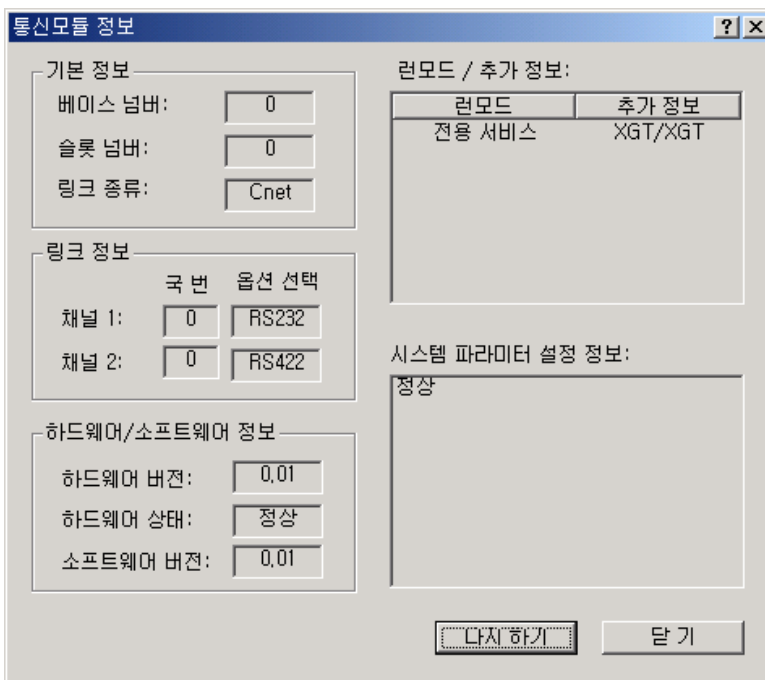 통신모듈 정보
기본 정보
베이스 넘버: 0
슬롯 넘버: 0
링크 종류: Cnet
링크 정보
국 번 옵션 선택
채널 1: 0 RS232
채널 2: 0 RS422
하드웨어/소프트웨어 정보
하드웨어 버전: 0.01
하드웨어 상태: 정상
소프트웨어 버전: 0.01
런모드 / 추가 정보:
런모드 추가 정보
전용 서비스 XGT/XGT
시스템 파라미터 설정 정보:
정상
다시 하기 닫 기